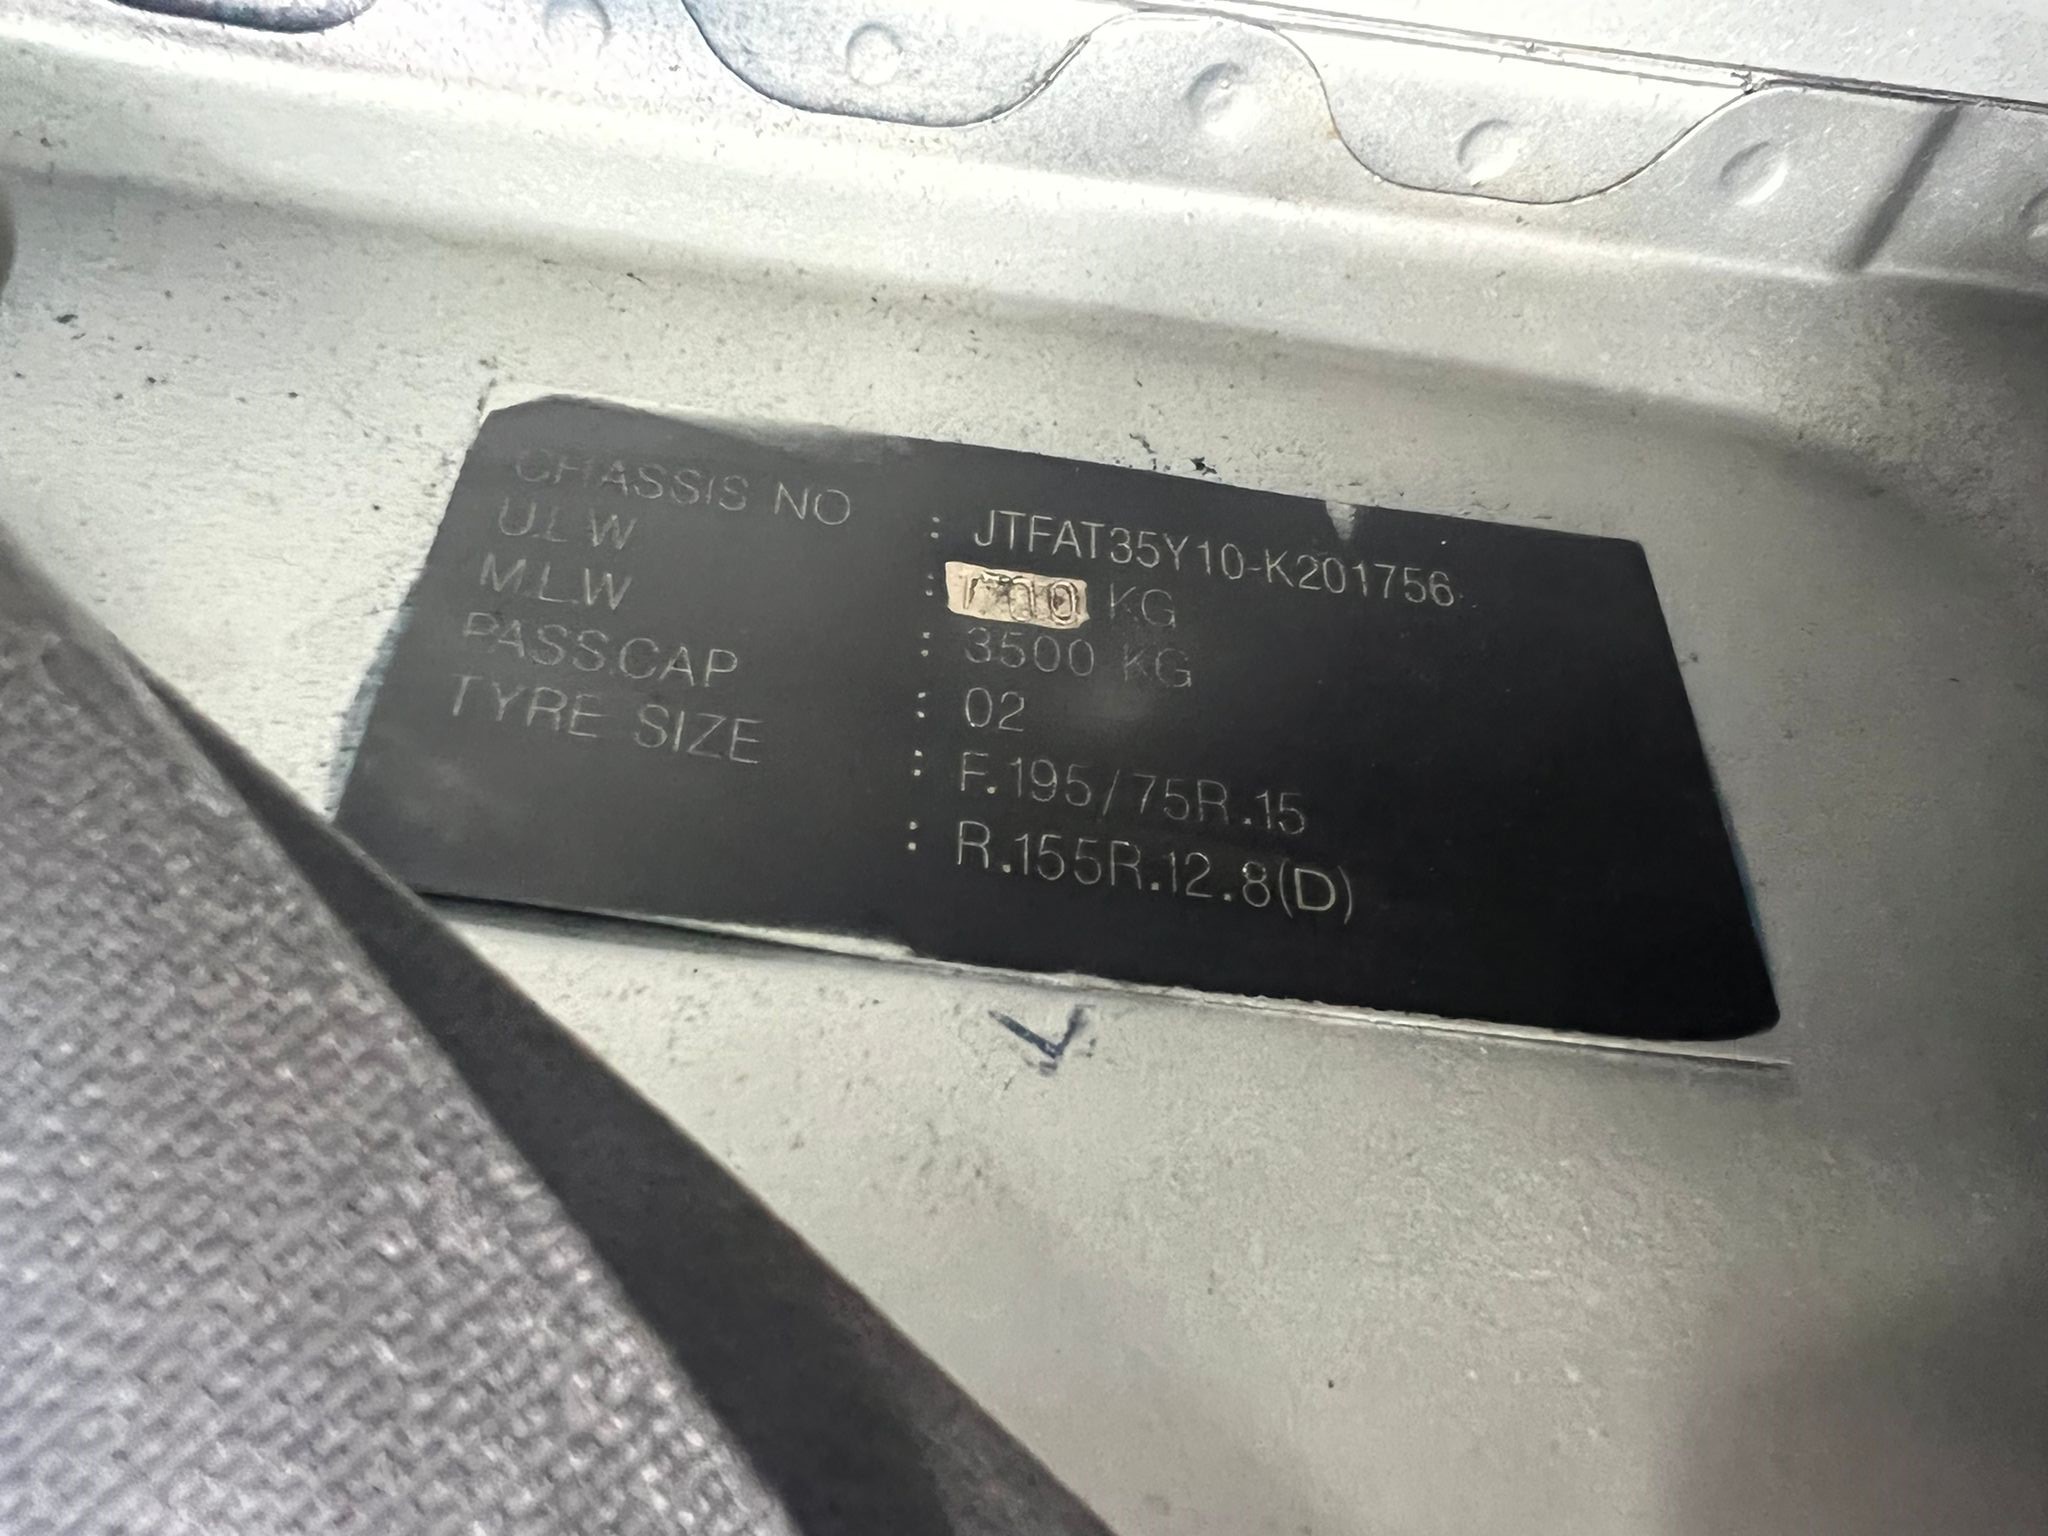 CHASSIS NO : JTFAT35Y10-K201756
U.L.W : KG
M.L.W : 3500 KG
PASS.CAP : 02
TYRE SIZE : F.195/75R.15
: R.155R.12.8(D)